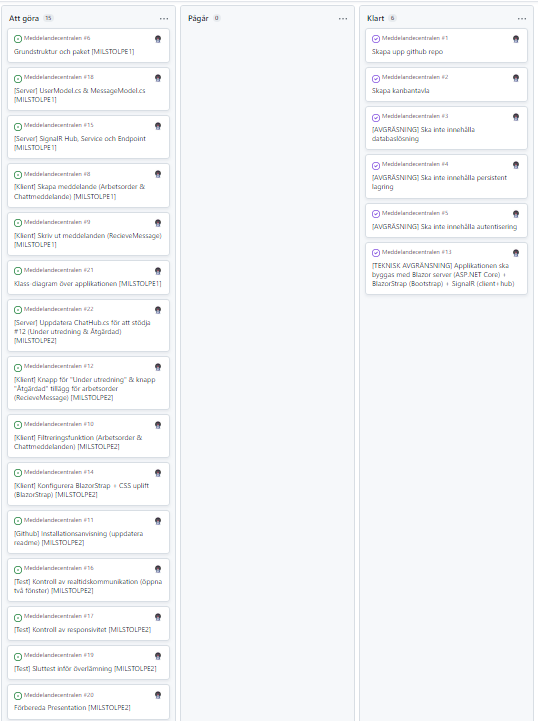 Att göra 15
Meddelandecentralen #6
Grundstruktur och paket [MILSTOLPE1]
Meddelandecentralen #18
[Server] UserModel.cs & MessageModel.cs
[MILSTOLPE1]
Meddelandecentralen #15
[Server] SignalR Hub, Service och Endpoint
[MILSTOLPE1]
Meddelandecentralen #8
[Klient] Skapa meddelande (Arbetsorder &
Chattmeddelande) [MILSTOLPE1]
Meddelandecentralen #9
[Klient] Skriv ut meddelanden (RecieveMessage)
[MILSTOLPE1]
Meddelandecentralen #21
Klass-diagram över applikationen [MILSTOLPE1]
Meddelandecentralen #22
[Server] Uppdatera ChatHub.cs för att stödja
#12 (Under utredning & Åtgärdad)
[MILSTOLPE2]
Meddelandecentralen #12
[Klient] Knapp för "Under utredning" & knapp
"Åtgärdad" tillägg för arbetsorder
(RecieveMessage) [MILSTOLPE2]
Meddelandecentralen #10
[Klient] Filtreringsfunktion (Arbetsorder &
Chattmeddelanden) [MILSTOLPE2]
Meddelandecentralen #14
[Klient] Konfigurera BlazorStrap + CSS uplift
(BlazorStrap) [MILSTOLPE2]
Meddelandecentralen #11
[Github] Installationsanvisning (uppdatera
readme) [MILSTOLPE2]
Meddelandecentralen #16
[Test] Kontroll av realtidskommunikation (öppna
två fönster) [MILSTOLPE2]
Meddelandecentralen #17
[Test] Kontroll av responsivitet [MILSTOLPE2]
Meddelandecentralen #19
[Test] Sluttest inför överlämning [MILSTOLPE2]
Meddelandecentralen #20
Förbereda Presentation [MILSTOLPE2]
Pågår 0
Klart 6
Meddelandecentralen #1
Skapa upp github repo
Meddelandecentralen #2
Skapa kanbantavla
Meddelandecentralen #3
[AVGRÄSNING] Ska inte innehålla
databaslösning
Meddelandecentralen #4
[AVGRÄSNING] Ska inte innehålla persistent
lagring
Meddelandecentralen #5
[AVGRÄSNING] Ska inte innehålla autentisering
Meddelandecentralen #13
[TEKNISK AVGRÄNSNING] Applikationen ska
byggas med Blazor server (ASP.NET Core) +
BlazorStrap (Bootstrap) + SignalR (client+hub)